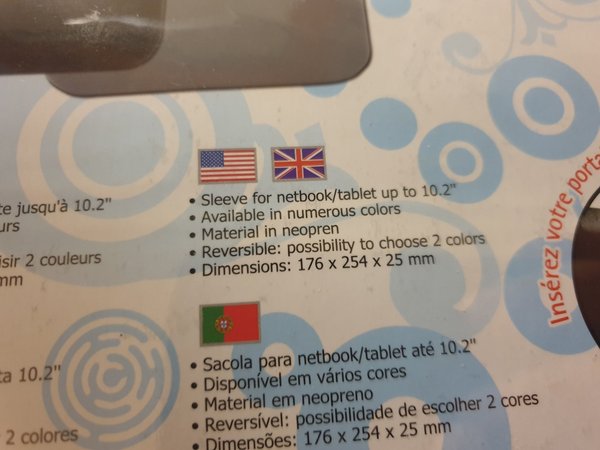 te jusqu'à 10.2"
urs
isir 2 couleurs
mm
• Sleeve for netbook/tablet up to 10.2"
• Available in numerous colors
• Material in neopren
• Reversible: possibility to choose 2 colors
• Dimensions: 176 x 254 x 25 mm
Insérez votre porta
ta 10.2"
2 colores
• Sacola para netbook/tablet até 10.2"
• Disponível em vários cores
• Material em neopreno
• Reversível: possibilidade de escolher 2 cores
• Dimensões: 176 x 254 x 25 mm